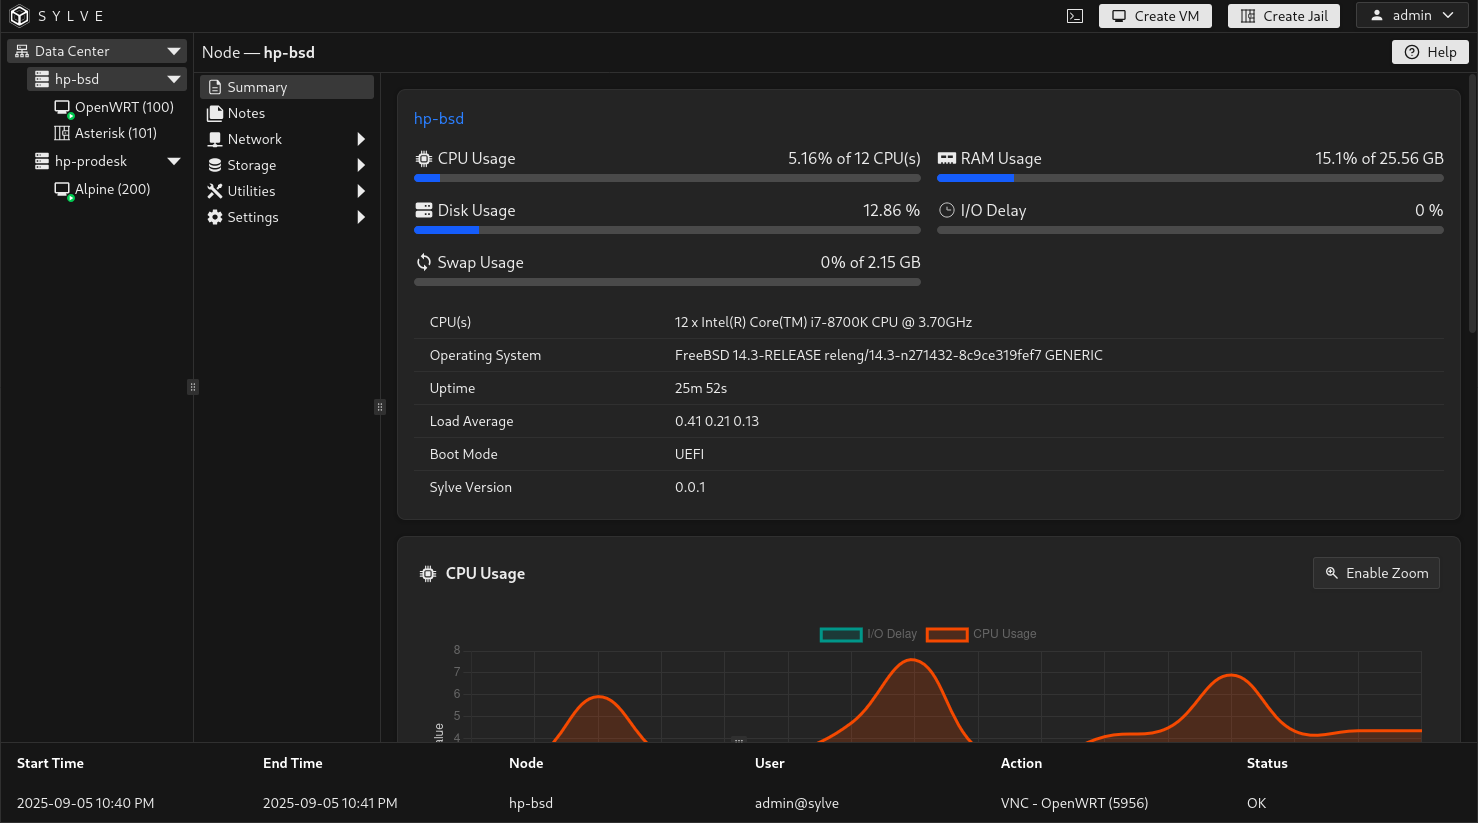 SYLVE
Create VM
Create Jail
admin
Data Center
hp-bsd
OpenWRT (100)
Asterisk (101)
hp-prodesk
Alpine (200)
Node — hp-bsd
Help
Summary
Notes
Network
Storage
Utilities
Settings
hp-bsd
CPU Usage 5.16% of 12 CPU(s)
RAM Usage 15.1% of 25.56 GB
Disk Usage 12.86 %
I/O Delay 0 %
Swap Usage 0% of 2.15 GB
CPU(s) 12 x Intel(R) Core(TM) i7-8700K CPU @ 3.70GHz
Operating System FreeBSD 14.3-RELEASE releng/14.3-n271432-8c9ce319fef7 GENERIC
Uptime 25m 52s
Load Average 0.41 0.21 0.13
Boot Mode UEFI
Sylve Version 0.0.1
CPU Usage
Enable Zoom
I/O Delay CPU Usage
8
7
6
5
4
Start Time End Time Node User Action Status
2025-09-05 10:40 PM 2025-09-05 10:41 PM hp-bsd admin@sylve VNC - OpenWRT (5956) OK